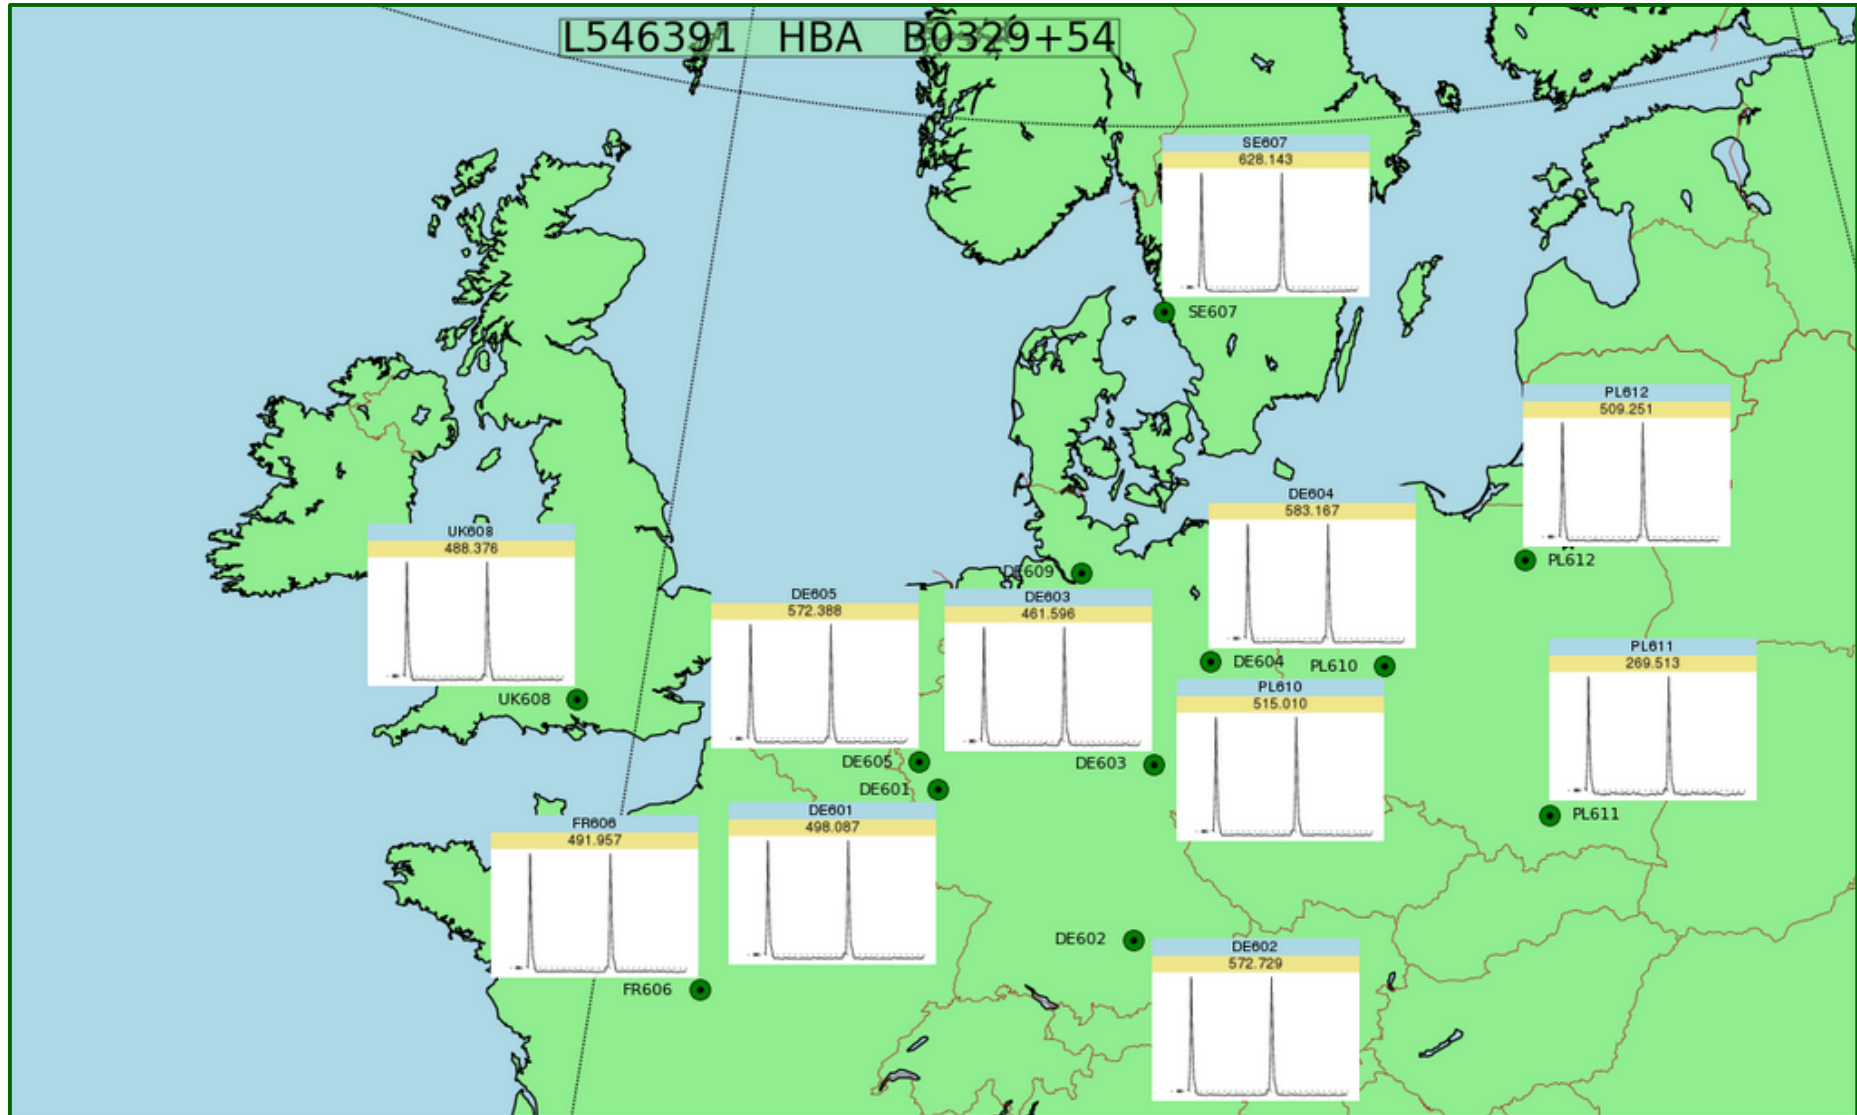 L546391 HBA B0329+54
SE607
628.143
SE607
PL612
509.251
PL612
DE604
583.167
DE604
PL610
UK608
488.376
UK608
DE609
DE605
572.388
DE605
DE603
461.596
DE603
PL610
515.010
PL611
269.513
PL611
DE601
DE601
498.087
FR606
491.957
FR606
DE602
DE602
572.729